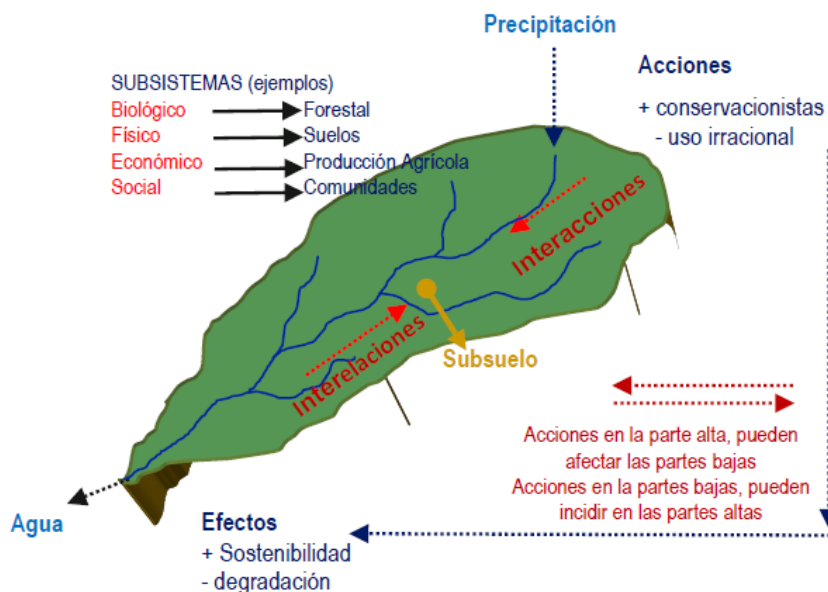 Precipitación
SUBSISTEMAS (ejemplos)
Biológico Forestal
Físico Suelos
Económico Producción Agrícola
Social Comunidades
Acciones
+ conservacionistas
- uso irracional
Interacciones
Interelaciones
Subsuelo
Acciones en la parte alta, pueden
afectar las partes bajas
Acciones en la partes bajas, pueden
incidir en las partes altas
Agua
Efectos
+ Sostenibilidad
- degradación